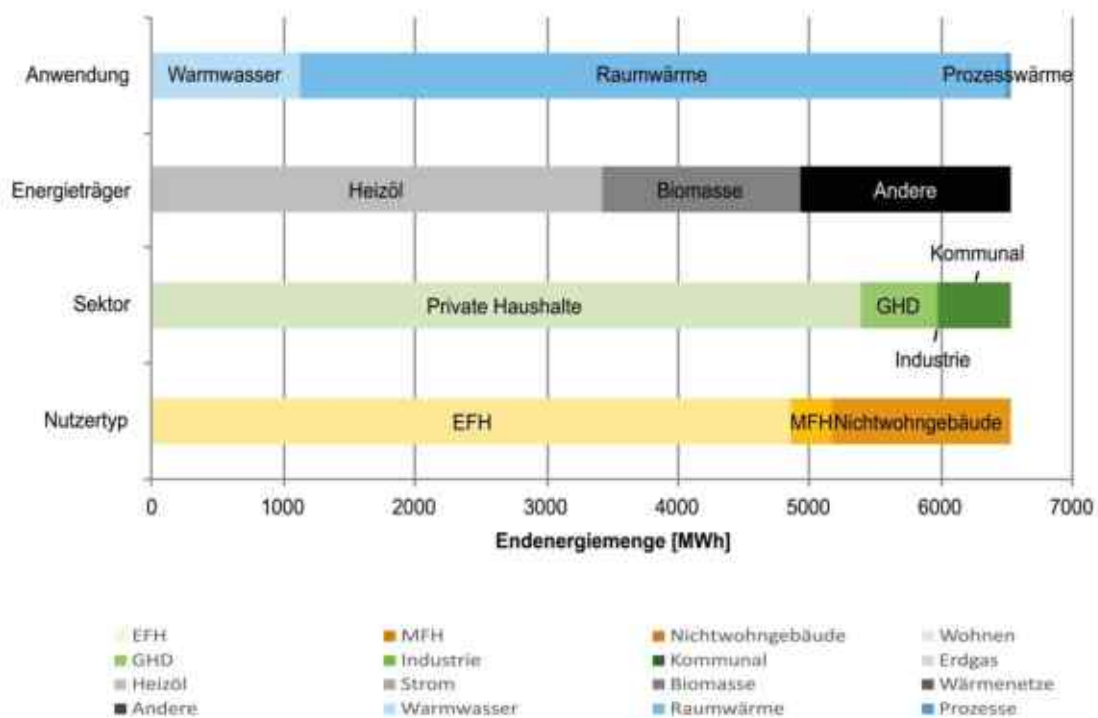 Anwendung Warmwasser Raumwärme Prozesswärme
Energieträger Heizöl Biomasse Andere
Kommunal
Sektor Private Haushalte GHD
Industrie
Nutzertyp EFH MFH Nichtwohngebäude
0 1000 2000 3000 4000 5000 6000 7000
Endenergiemenge [MWh]
EFH MFH Nichtwohngebäude Wohnen
GHD Industrie Kommunal Erdgas
Heizöl Strom Biomasse Wärmenetze
Andere Warmwasser Raumwärme Prozesse